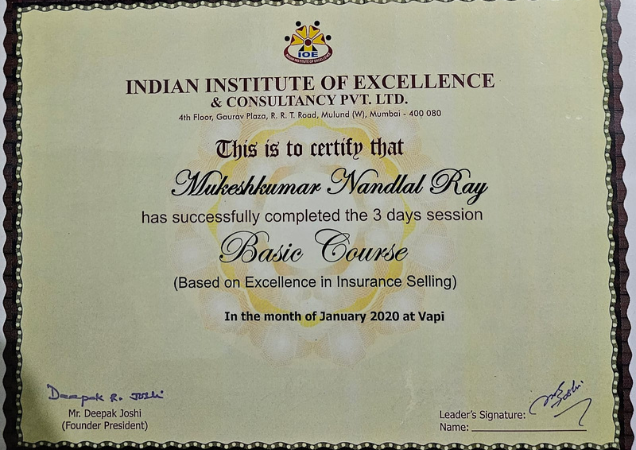 IOE
INDIAN INSTITUTE OF EXCELLENCE
& CONSULTANCY PVT. LTD.
4th Floor, Gaurav Plaza, R. R. T. Road, Mulund (W), Mumbai - 400 080
This is to certify that
Mukeshkumar Nandlal Ray
has successfully completed the 3 days session
Basic Course
(Based on Excellence in Insurance Selling)
In the month of January 2020 at Vapi
Deepak R. Joshi
Mr. Deepak Joshi
(Founder President)
Leader's Signature:
Name: